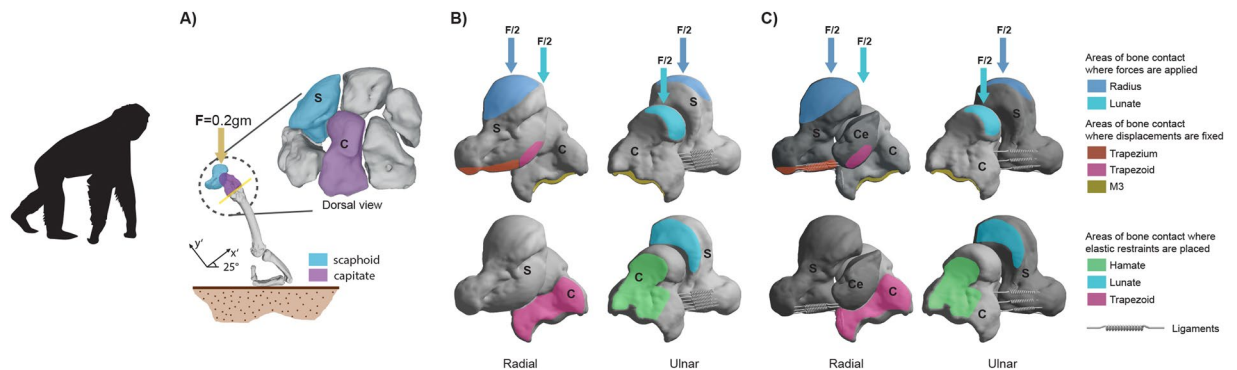 A)
S
F=0.2gm
C
Dorsal view
y'
x'
25°
scaphoid
capitate
B)
F/2
F/2
F/2
F/2
S
C
S
C
S
C
C
S
Radial
Ulnar
C)
F/2
F/2
F/2
F/2
S
Ce
C
S
C
S
Ce
C
S
C
Radial
Ulnar
Areas of bone contact
where forces are applied
Radius
Lunate
Areas of bone contact
where displacements are fixed
Trapezium
Trapezoid
M3
Areas of bone contact where
elastic restraints are placed
Hamate
Lunate
Trapezoid
Ligaments